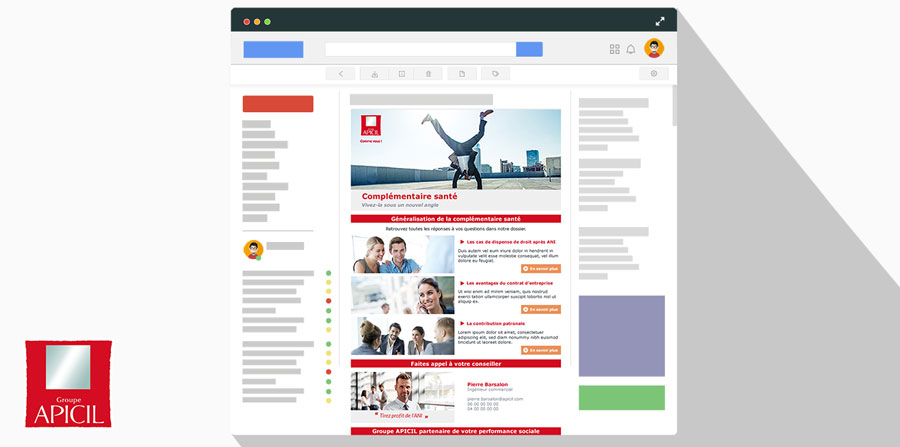 APICIL
Complémentaire santé
Vivez-la sous un nouvel angle
Généralisation de la complémentaire santé
Retrouvez toutes les réponses à vos questions dans notre dossier.
Les cas de dispense de droit après ANI
Duis autem vel eum iriure dolor in hendrerit in
vulputate velit esse molestie consequat, vel illum
dolore eu feugiat.
En savoir plus
Les avantages du contrat d'entreprise
Ut wisi enim ad minim veniam, quis nostrud
exerci tation ullamcorper suscipit lobortis nisl ut
aliquip ex.
En savoir plus
La contribution patronale
Lorem ipsum dolor sit amet, consectetuer
adipiscing elit, sed diam nonummy nibh euismod
tincidunt ut laoreet dolore.
En savoir plus
Faites appel à votre conseiller
Pierre Barsalon
Ingénieur commercial
pierre.barsalon@apicil.com
06 00 00 00 00
04 00 00 00 00
Tirez profit de l'ANI
Groupe APICIL partenaire de votre performance sociale
Groupe
APICIL